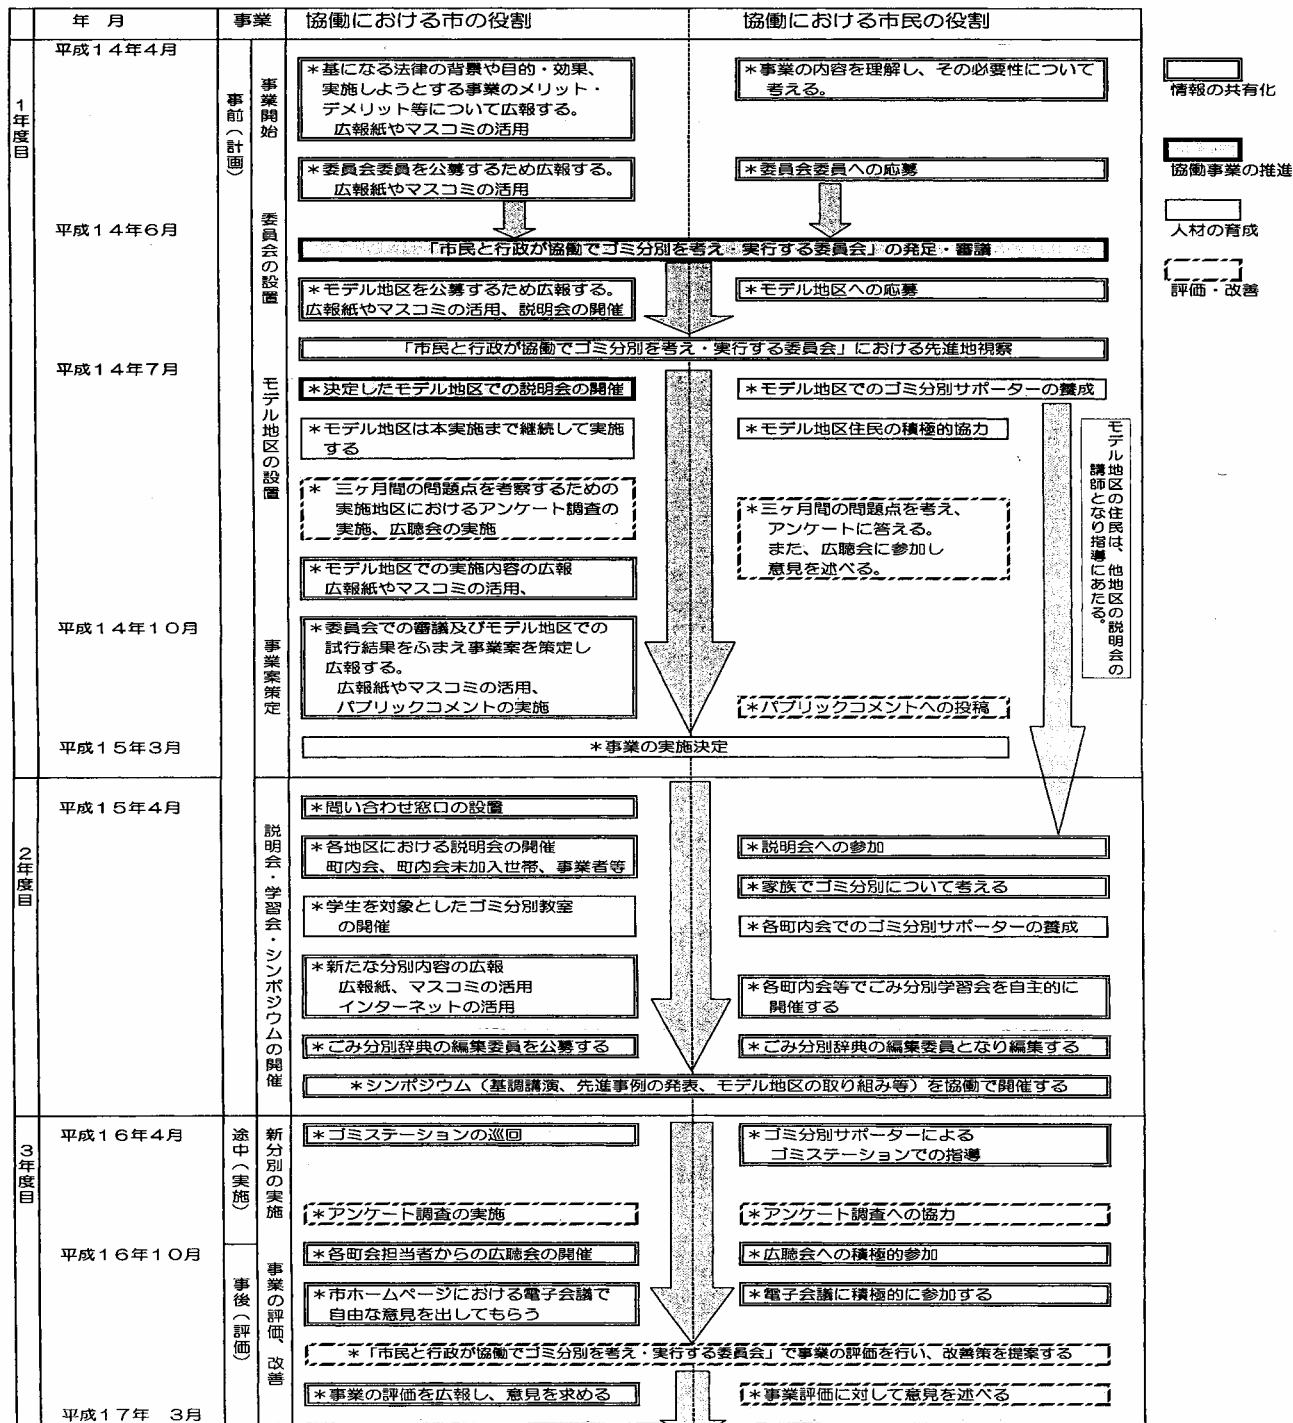 年　月
事業
協働における市の役割
協働における市民の役割
1年度目
平成14年4月
事前（計画）
事業開始
＊基になる法律の背景や目的・効果、
実施しようとする事業のメリット・
デメリット等について広報する。
広報紙やマスコミの活用
＊事業の内容を理解し、その必要性について
考える。
＊委員会委員を公募するため広報する。
広報紙やマスコミの活用
＊委員会委員への応募
平成14年6月
委員会の設置
「市民と行政が協働でゴミ分別を考え・実行する委員会」の発足・審議
＊モデル地区を公募するため広報する。
広報紙やマスコミの活用、説明会の開催
＊モデル地区への応募
「市民と行政が協働でゴミ分別を考え・実行する委員会」における先進地視察
平成14年7月
モデル地区の設置
＊決定したモデル地区での説明会の開催
＊モデル地区でのゴミ分別サポーターの養成
＊モデル地区は本実施まで継続して実施
する
＊モデル地区住民の積極的協力
＊　三ヶ月間の問題点を考察するための
実施地区におけるアンケート調査の
実施、広聴会の実施
＊三ヶ月間の問題点を考え、
アンケートに答える。
また、広聴会に参加し
意見を述べる。
＊モデル地区での実施内容の広報
広報紙やマスコミの活用、
モデル地区の住民は、他地区の説明会の
講師となり指導にあたる。
平成14年10月
事業案策定
＊委員会での審議及びモデル地区での
試行結果をふまえ事業案を策定し
広報する。
広報紙やマスコミの活用、
パブリックコメントの実施
＊パブリックコメントへの投稿
平成15年3月
＊事業の実施決定
2年度目
平成15年4月
説明会・学習会・シンポジウムの開催
＊問い合わせ窓口の設置
＊各地区における説明会の開催
町内会、町内会未加入世帯、事業者等
＊説明会への参加
＊家族でゴミ分別について考える
＊学生を対象としたゴミ分別教室
の開催
＊各町内会でのゴミ分別サポーターの養成
＊新たな分別内容の広報
広報紙、マスコミの活用
インターネットの活用
＊各町内会等でごみ分別学習会を自主的に
開催する
＊ごみ分別辞典の編集委員を公募する
＊ごみ分別辞典の編集委員となり編集する
＊シンポジウム（基調講演、先進事例の発表、モデル地区の取り組み等）を協働で開催する
3年度目
平成16年4月
途中（実施）
新分別の実施
＊ゴミステーションの巡回
＊ゴミ分別サポーターによる
ゴミステーションでの指導
＊アンケート調査の実施
＊アンケート調査への協力
平成16年10月
事後（評価）
事業の評価、改善
＊各町会担当者からの広聴会の開催
＊広聴会への積極的参加
＊市ホームページにおける電子会議で
自由な意見を出してもらう
＊電子会議に積極的に参加する
＊「市民と行政が協働でゴミ分別を考え・実行する委員会」で事業の評価を行い、改善策を提案する
＊事業の評価を広報し、意見を求める
＊事業評価に対して意見を述べる
平成17年　3月
情報の共有化
協働事業の推進
人材の育成
評価・改善